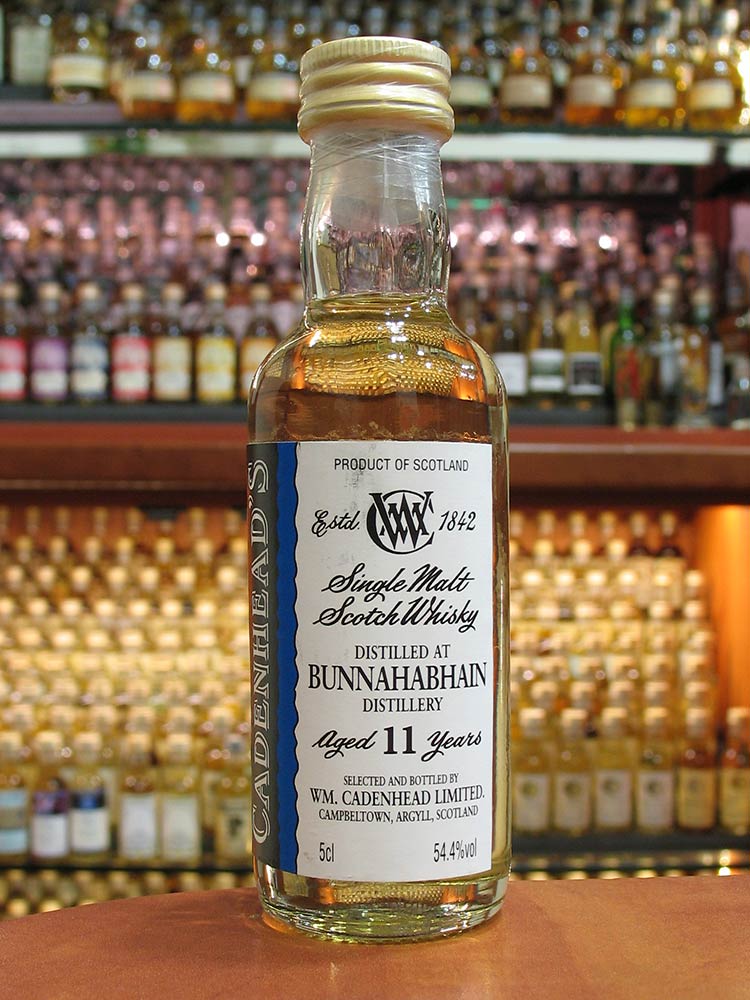 CADENHEAD'S
PRODUCT OF SCOTLAND
Estd. WC 1842
Single Malt
Scotch Whisky
DISTILLED AT
BUNNAHABHAIN
DISTILLERY
Aged 11 Years
SELECTED AND BOTTLED BY
WM. CADENHEAD LIMITED.
CAMPBELTOWN, ARGYLL, SCOTLAND
5cl 54.4%vol